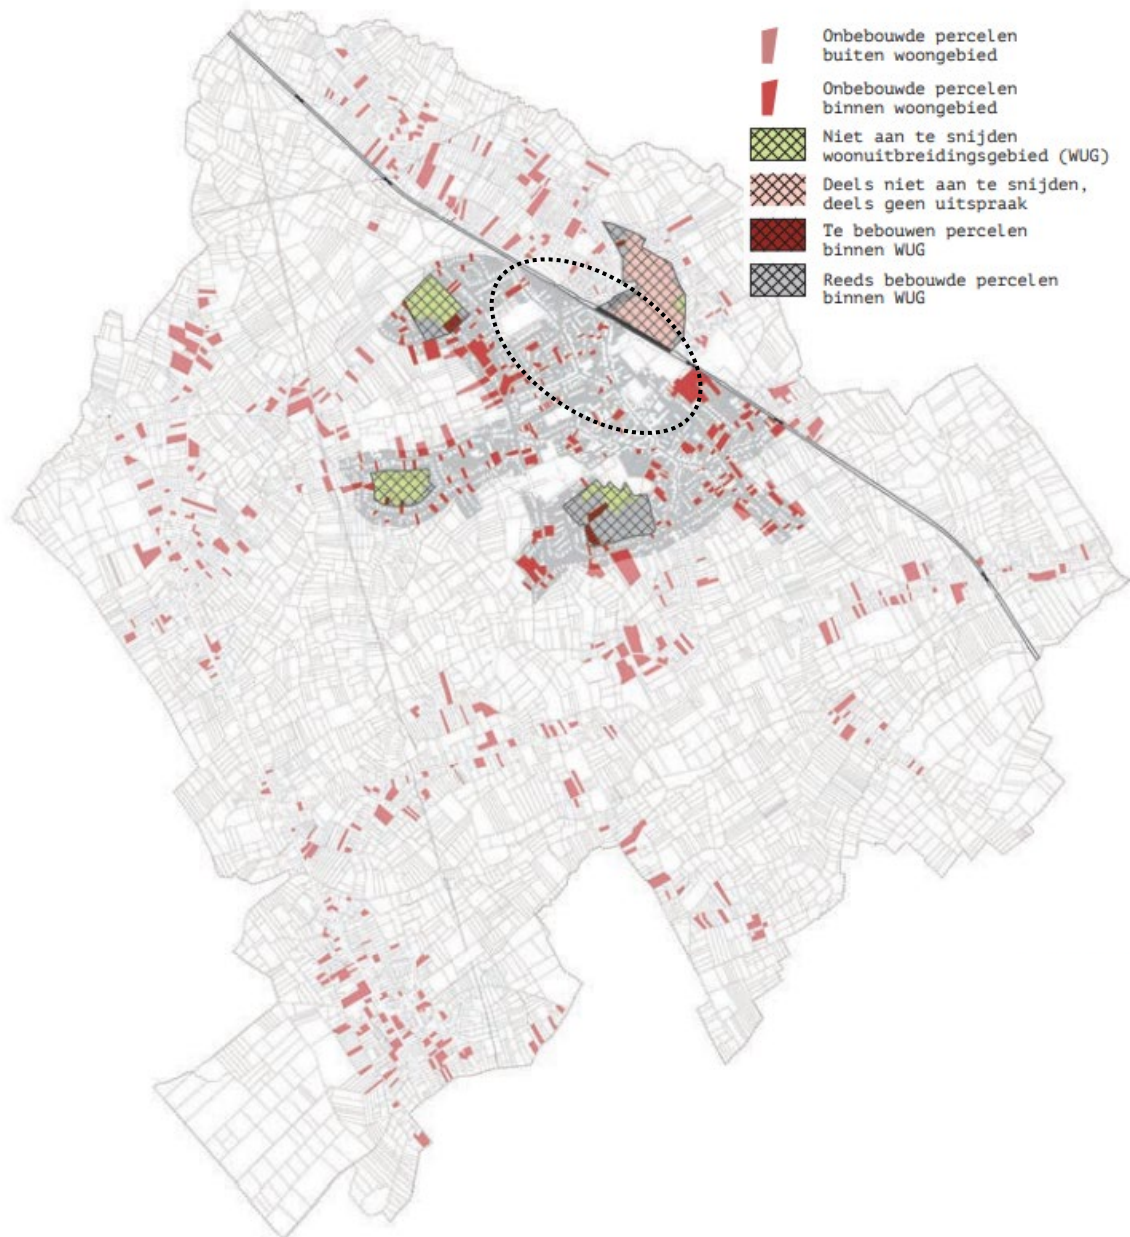 Onbebouwde percelen
buiten woongebied
Onbebouwde percelen
binnen woongebied
Niet aan te snijden
woonuitbreidingsgebied (WUG)
Deels niet aan te snijden,
deels geen uitspraak
Te bebouwen percelen
binnen WUG
Reeds bebouwde percelen
binnen WUG